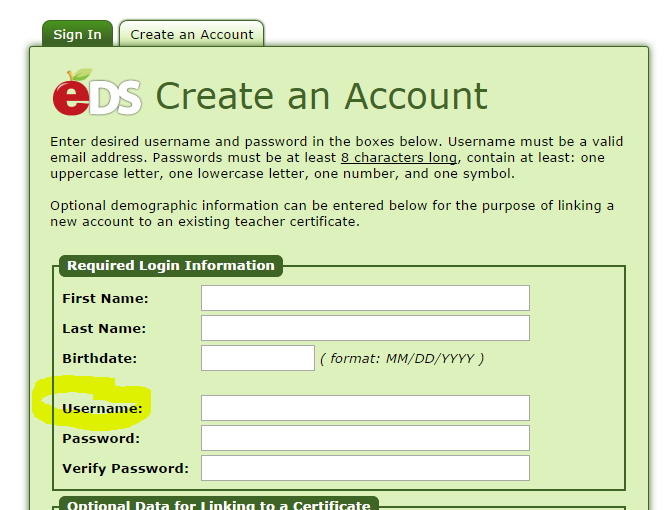 Sign In
Create an Account
eDS Create an Account
Enter desired username and password in the boxes below. Username must be a valid
email address. Passwords must be at least 8 characters long, contain at least: one
uppercase letter, one lowercase letter, one number, and one symbol.
Optional demographic information can be entered below for the purpose of linking a
new account to an existing teacher certificate.
Required Login Information
First Name:
Last Name:
Birthdate: ( format: MM/DD/YYYY )
Username:
Password:
Verify Password:
Optional Data for Linking to a Certificate